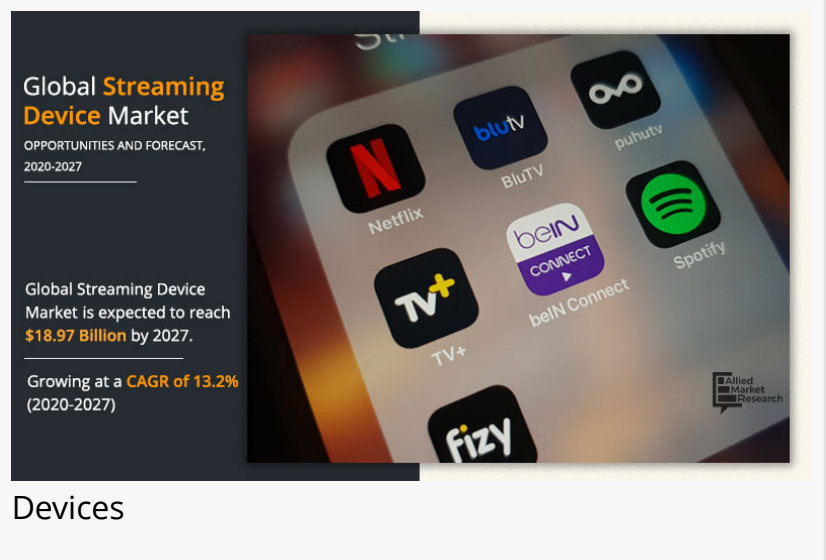 Global Streaming
Device Market
OPPORTUNITIES AND FORECAST,
2020-2027
Global Streaming Device
Market is expected to reach
$18.97 Billion by 2027.
Growing at a CAGR of 13.2%
(2020-2027)
Str
blutv
puhutv
BluTV
Netflix
beIN
CONNECT
Spotify
TV+
beIN Connect
TV+
fizy
Allied
Market
Research
Devices